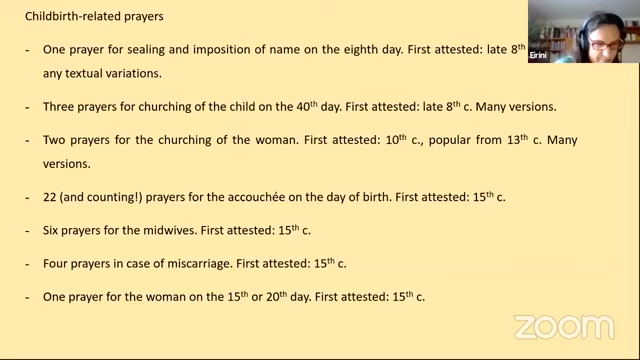 Childbirth-related prayers
- One prayer for sealing and imposition of name on the eighth day. First attested: late 8th
any textual variations.
- Three prayers for churching of the child on the 40th day. First attested: late 8th c. Many versions.
- Two prayers for the churching of the woman. First attested: 10th c., popular from 13th c. Many
versions.
- 22 (and counting!) prayers for the accouchée on the day of birth. First attested: 15th c.
- Six prayers for the midwives. First attested: 15th c.
- Four prayers in case of miscarriage. First attested: 15th c.
- One prayer for the woman on the 15th or 20th day. First attested: 15th c.
Eirini
zoom